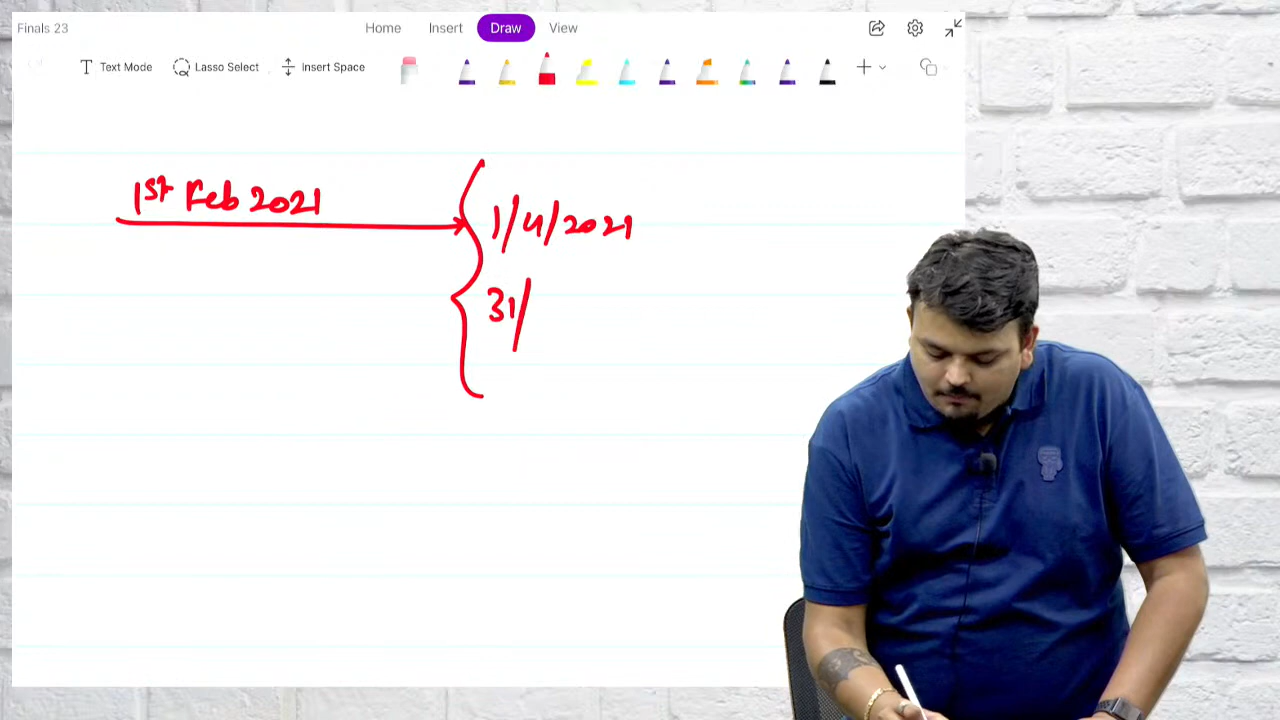 Finals 23
Home Insert Draw View
Text Mode Lasso Select Insert Space
1st Feb 2021
1/4/2021
31/